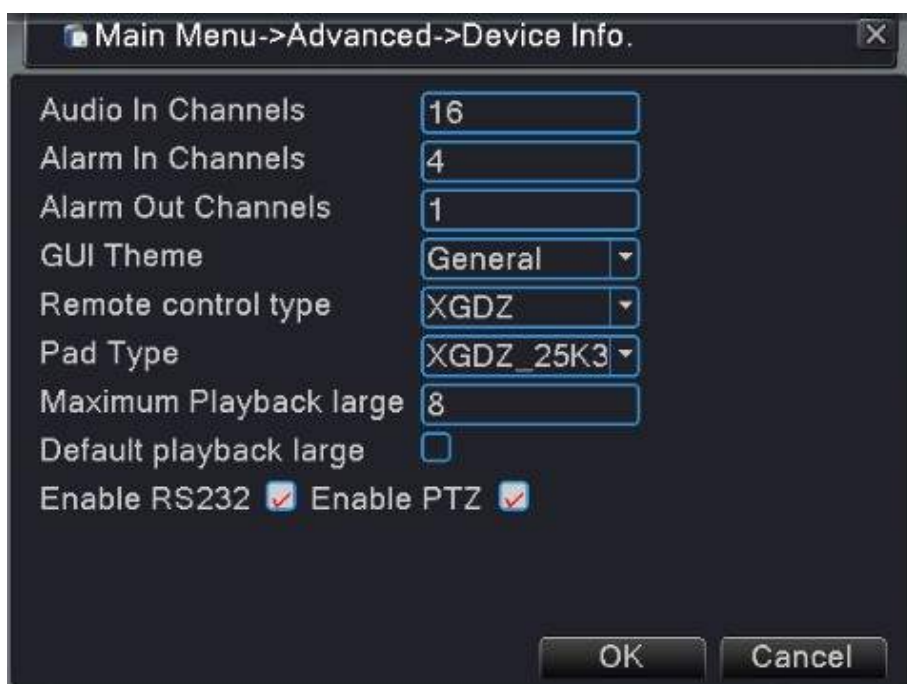 Main Menu->Advanced->Device Info.
Audio In Channels 16
Alarm In Channels 4
Alarm Out Channels 1
GUI Theme General
Remote control type XGDZ
Pad Type XGDZ_25K3
Maximum Playback large 8
Default playback large
Enable RS232 Enable PTZ
OK Cancel